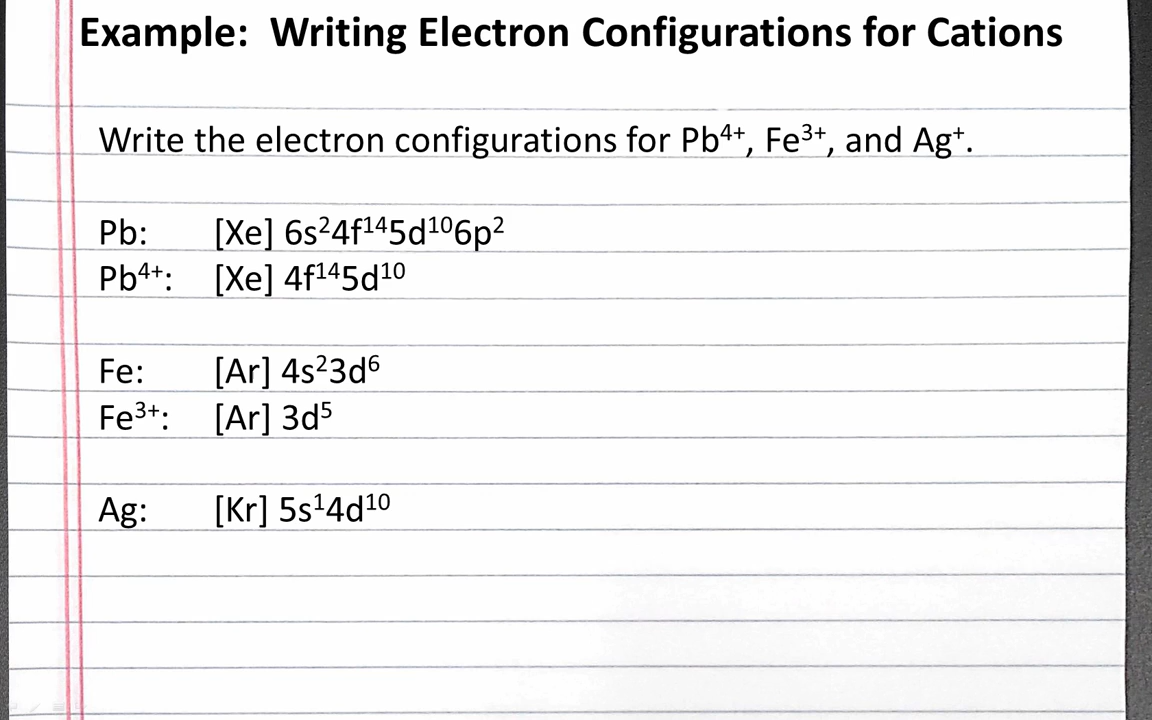 Example: Writing Electron Configurations for Cations
Write the electron configurations for Pb⁴⁺, Fe³⁺, and Ag⁺.
Pb: [Xe] 6s²4f¹⁴5d¹⁰6p²
Pb⁴⁺: [Xe] 4f¹⁴5d¹⁰
Fe: [Ar] 4s²3d⁶
Fe³⁺: [Ar] 3d⁵
Ag: [Kr] 5s¹4d¹⁰